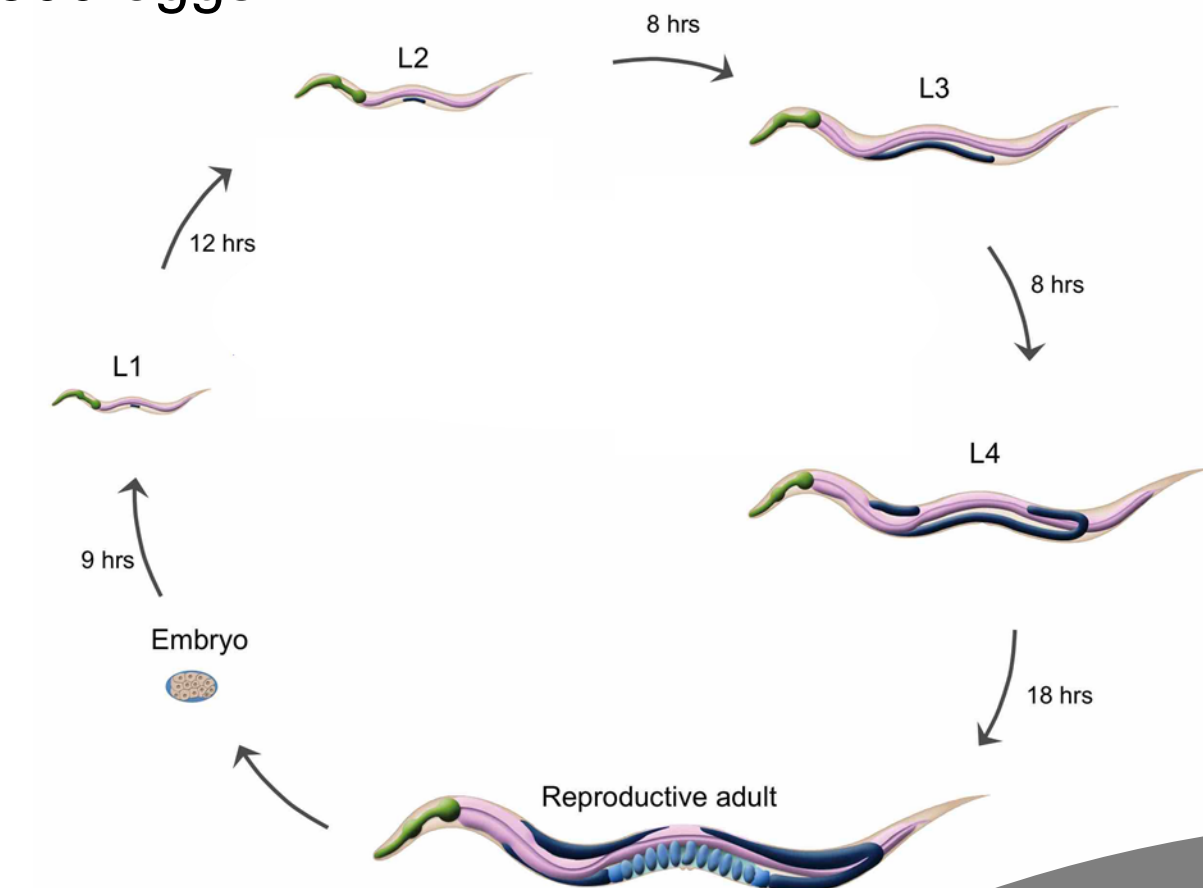 8 hrs
L2
L3
12 hrs
8 hrs
L1
L4
9 hrs
Embryo
18 hrs
Reproductive adult